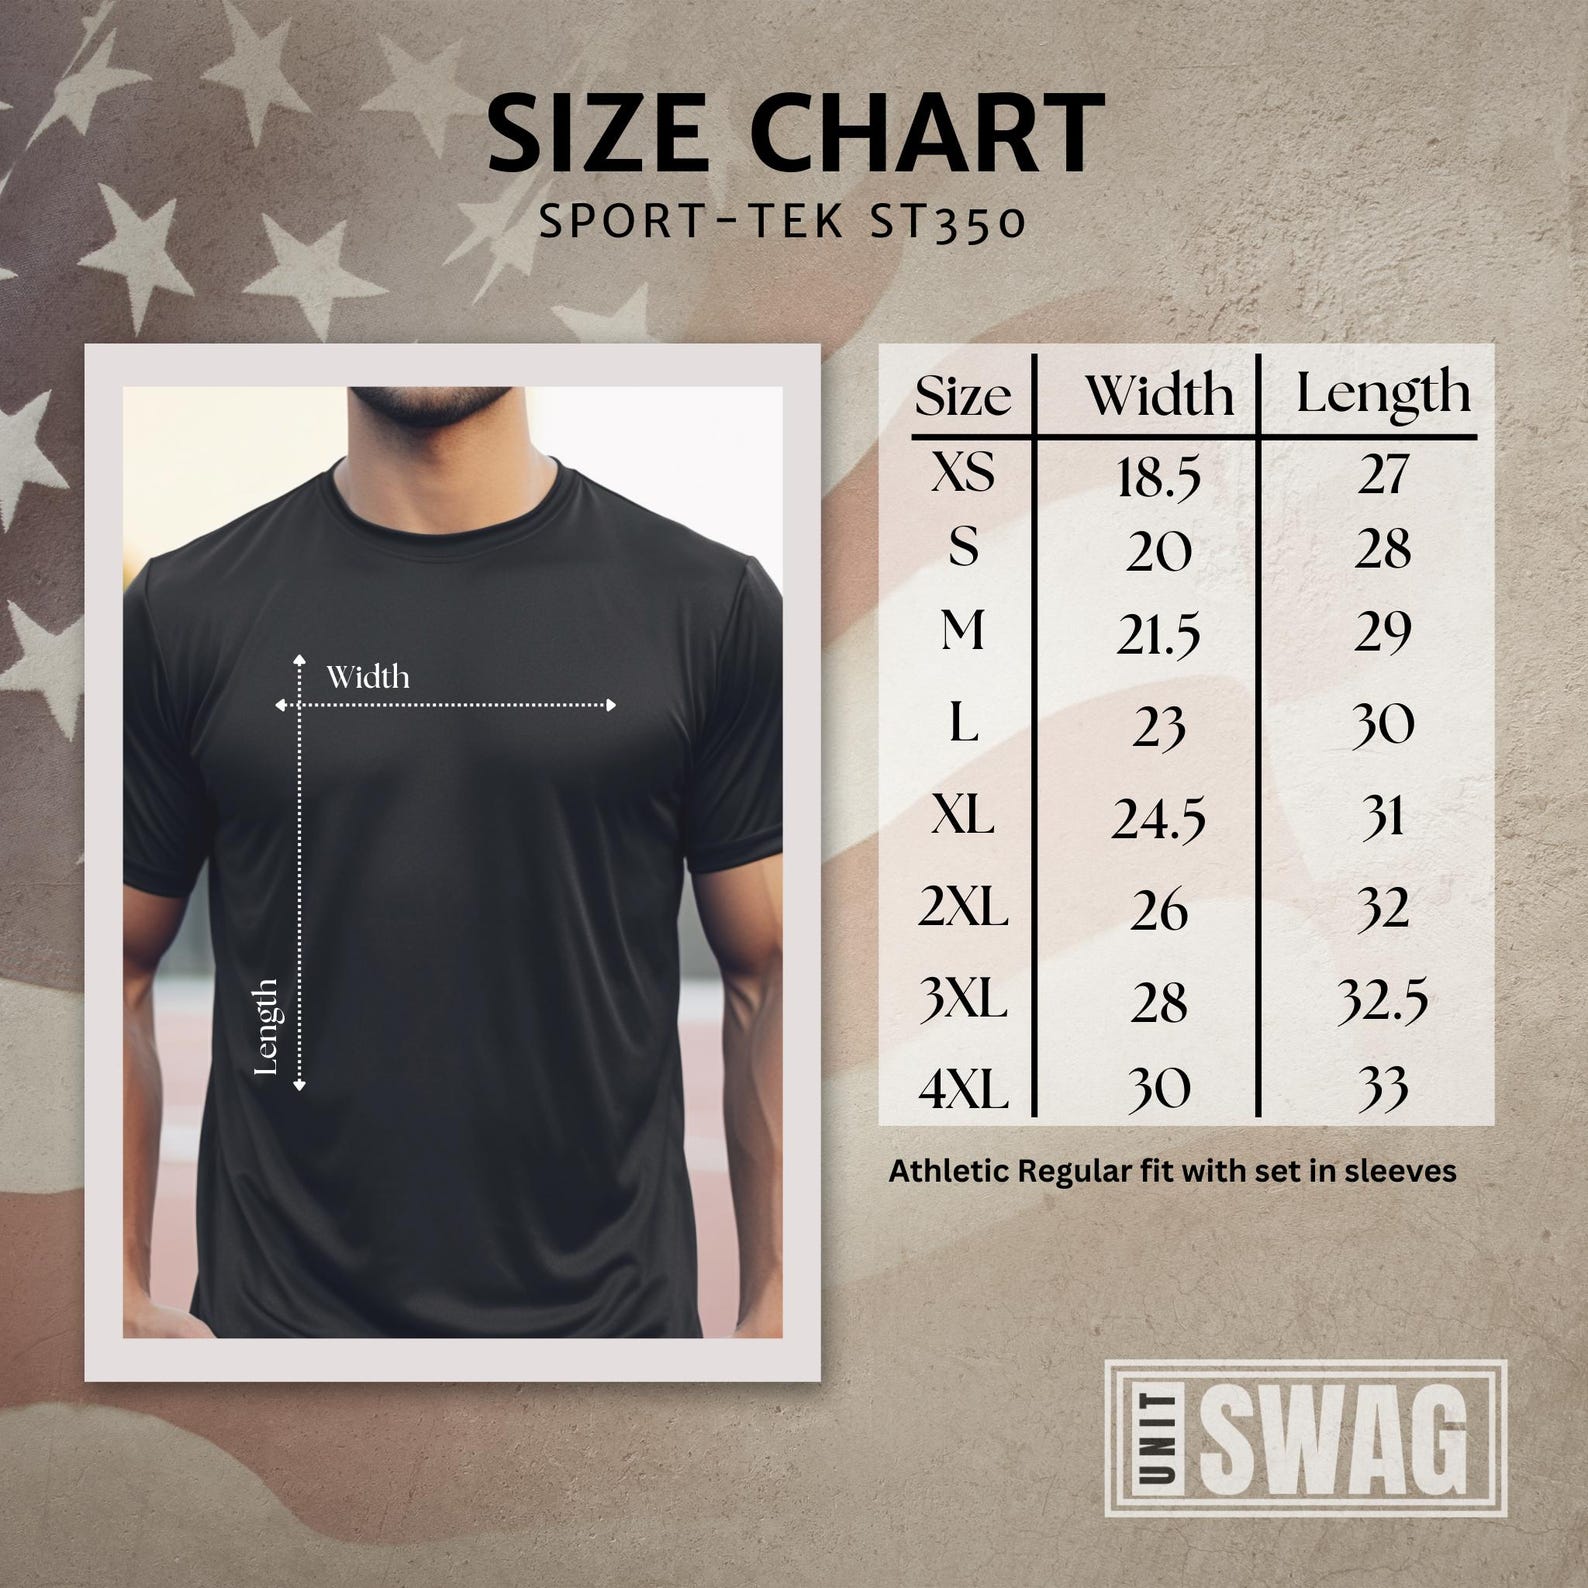 SIZE CHART
SPORT-TEK ST350
Width
Length
Size Width Length
XS 18.5 27
S 20 28
M 21.5 29
L 23 30
XL 24.5 31
2XL 26 32
3XL 28 32.5
4XL 30 33
Athletic Regular fit with set in sleeves
UNIT SWAG